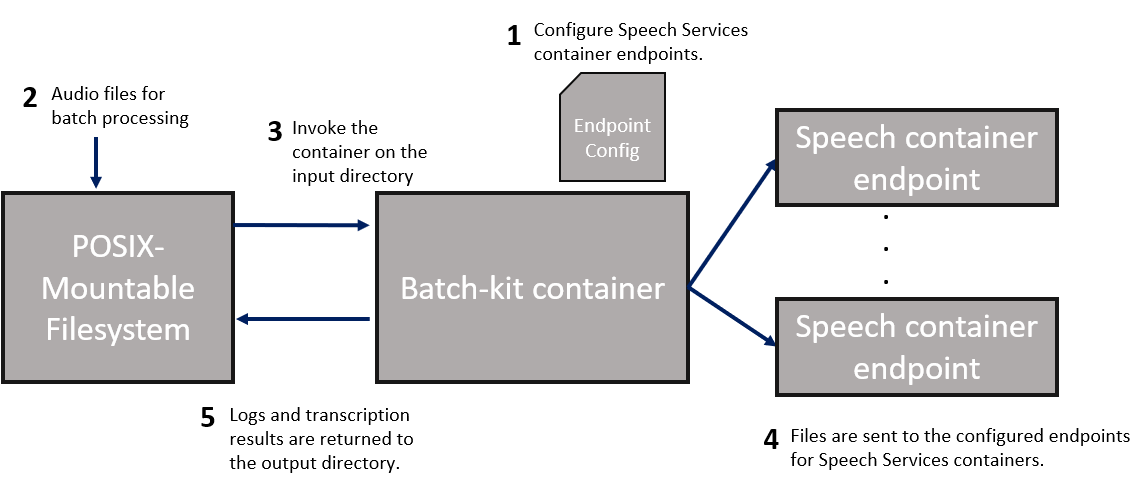 1 Configure Speech Services
container endpoints.
2 Audio files for
batch processing
3 Invoke the
container on the
input directory
Endpoint
Config
Speech container
endpoint
POSIX-
Mountable
Filesystem
Batch-kit container
Speech container
endpoint
5 Logs and transcription
results are returned to
the output directory.
4 Files are sent to the configured endpoints
for Speech Services containers.